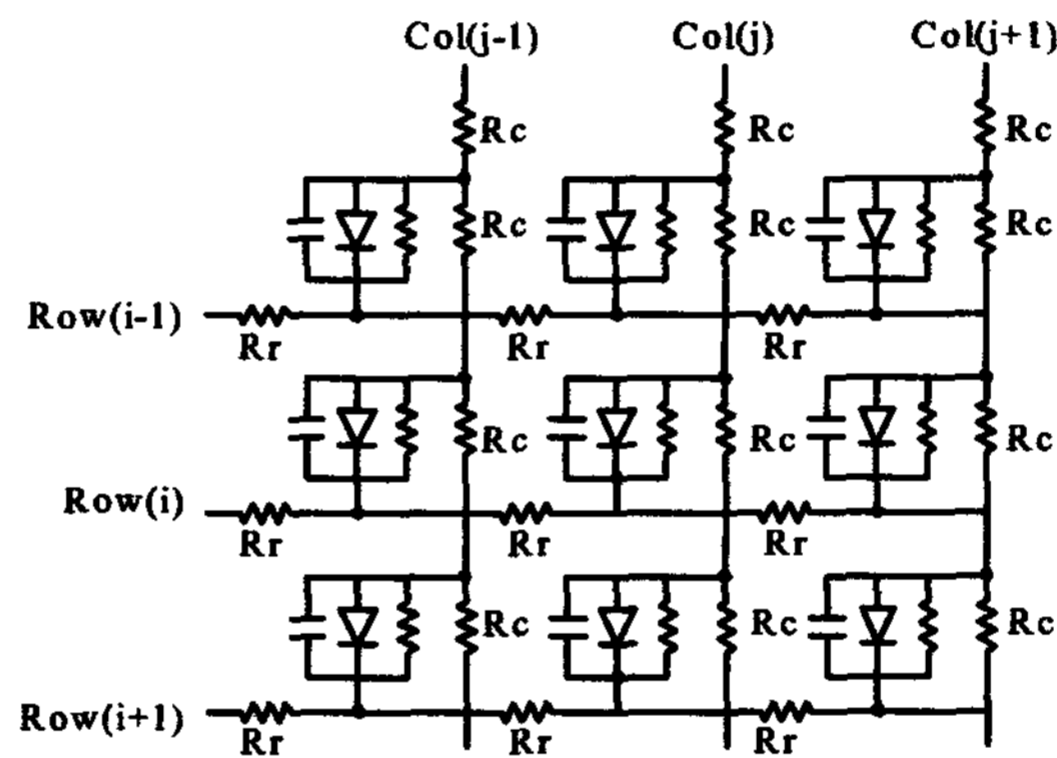 Col(j-1) Col(j) Col(j+1)
Rc Rc Rc
Rc Rc Rc
Row(i-1)
Rr Rr Rr
Rc Rc Rc
Row(i)
Rr Rr Rr
Rc Rc Rc
Row(i+1)
Rr Rr Rr